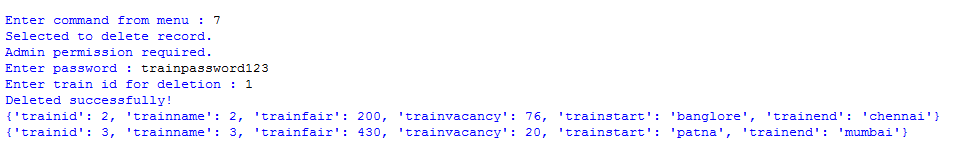 Enter command from menu : 7
Selected to delete record.
Admin permission required.
Enter password : trainpassword123
Enter train id for deletion : 1
Deleted successfully!
{'trainid': 2, 'trainname': 2, 'trainfair': 200, 'trainvacancy': 76, 'trainstart': 'banglore', 'trainend': 'chennai'}
{'trainid': 3, 'trainname': 3, 'trainfair': 430, 'trainvacancy': 20, 'trainstart': 'patna', 'trainend': 'mumbai'}